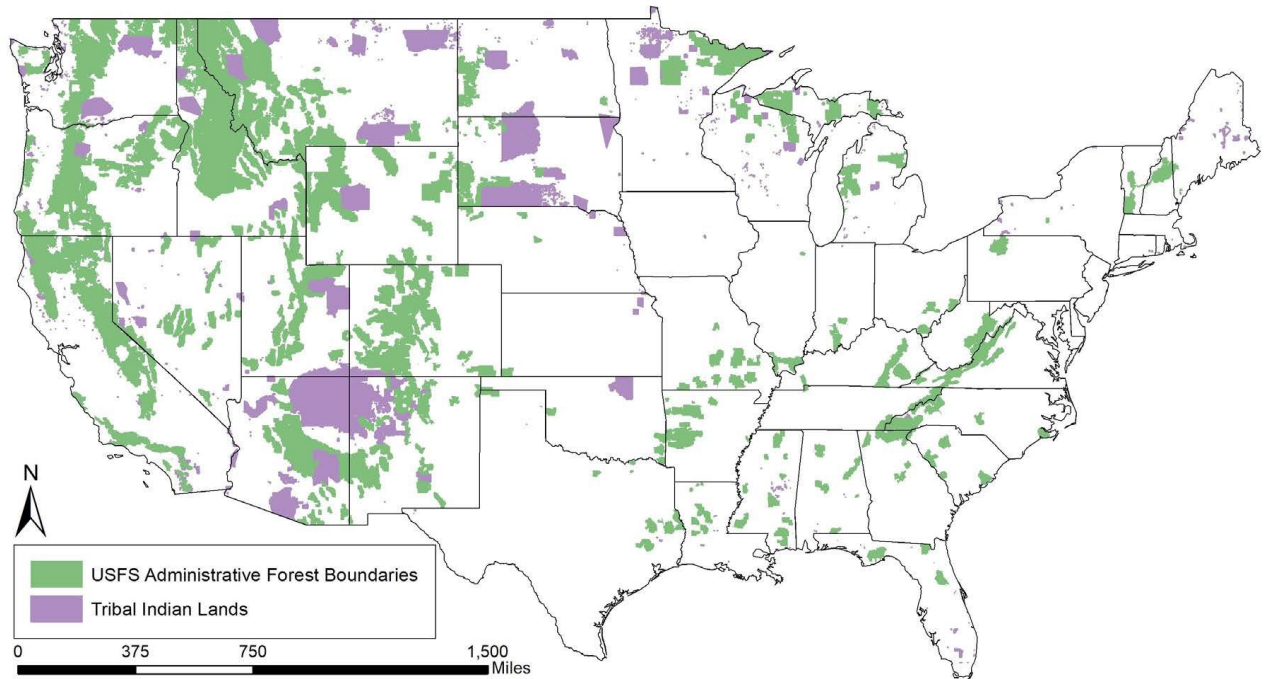 N
USFS Administrative Forest Boundaries
Tribal Indian Lands
0 375 750 1,500
Miles